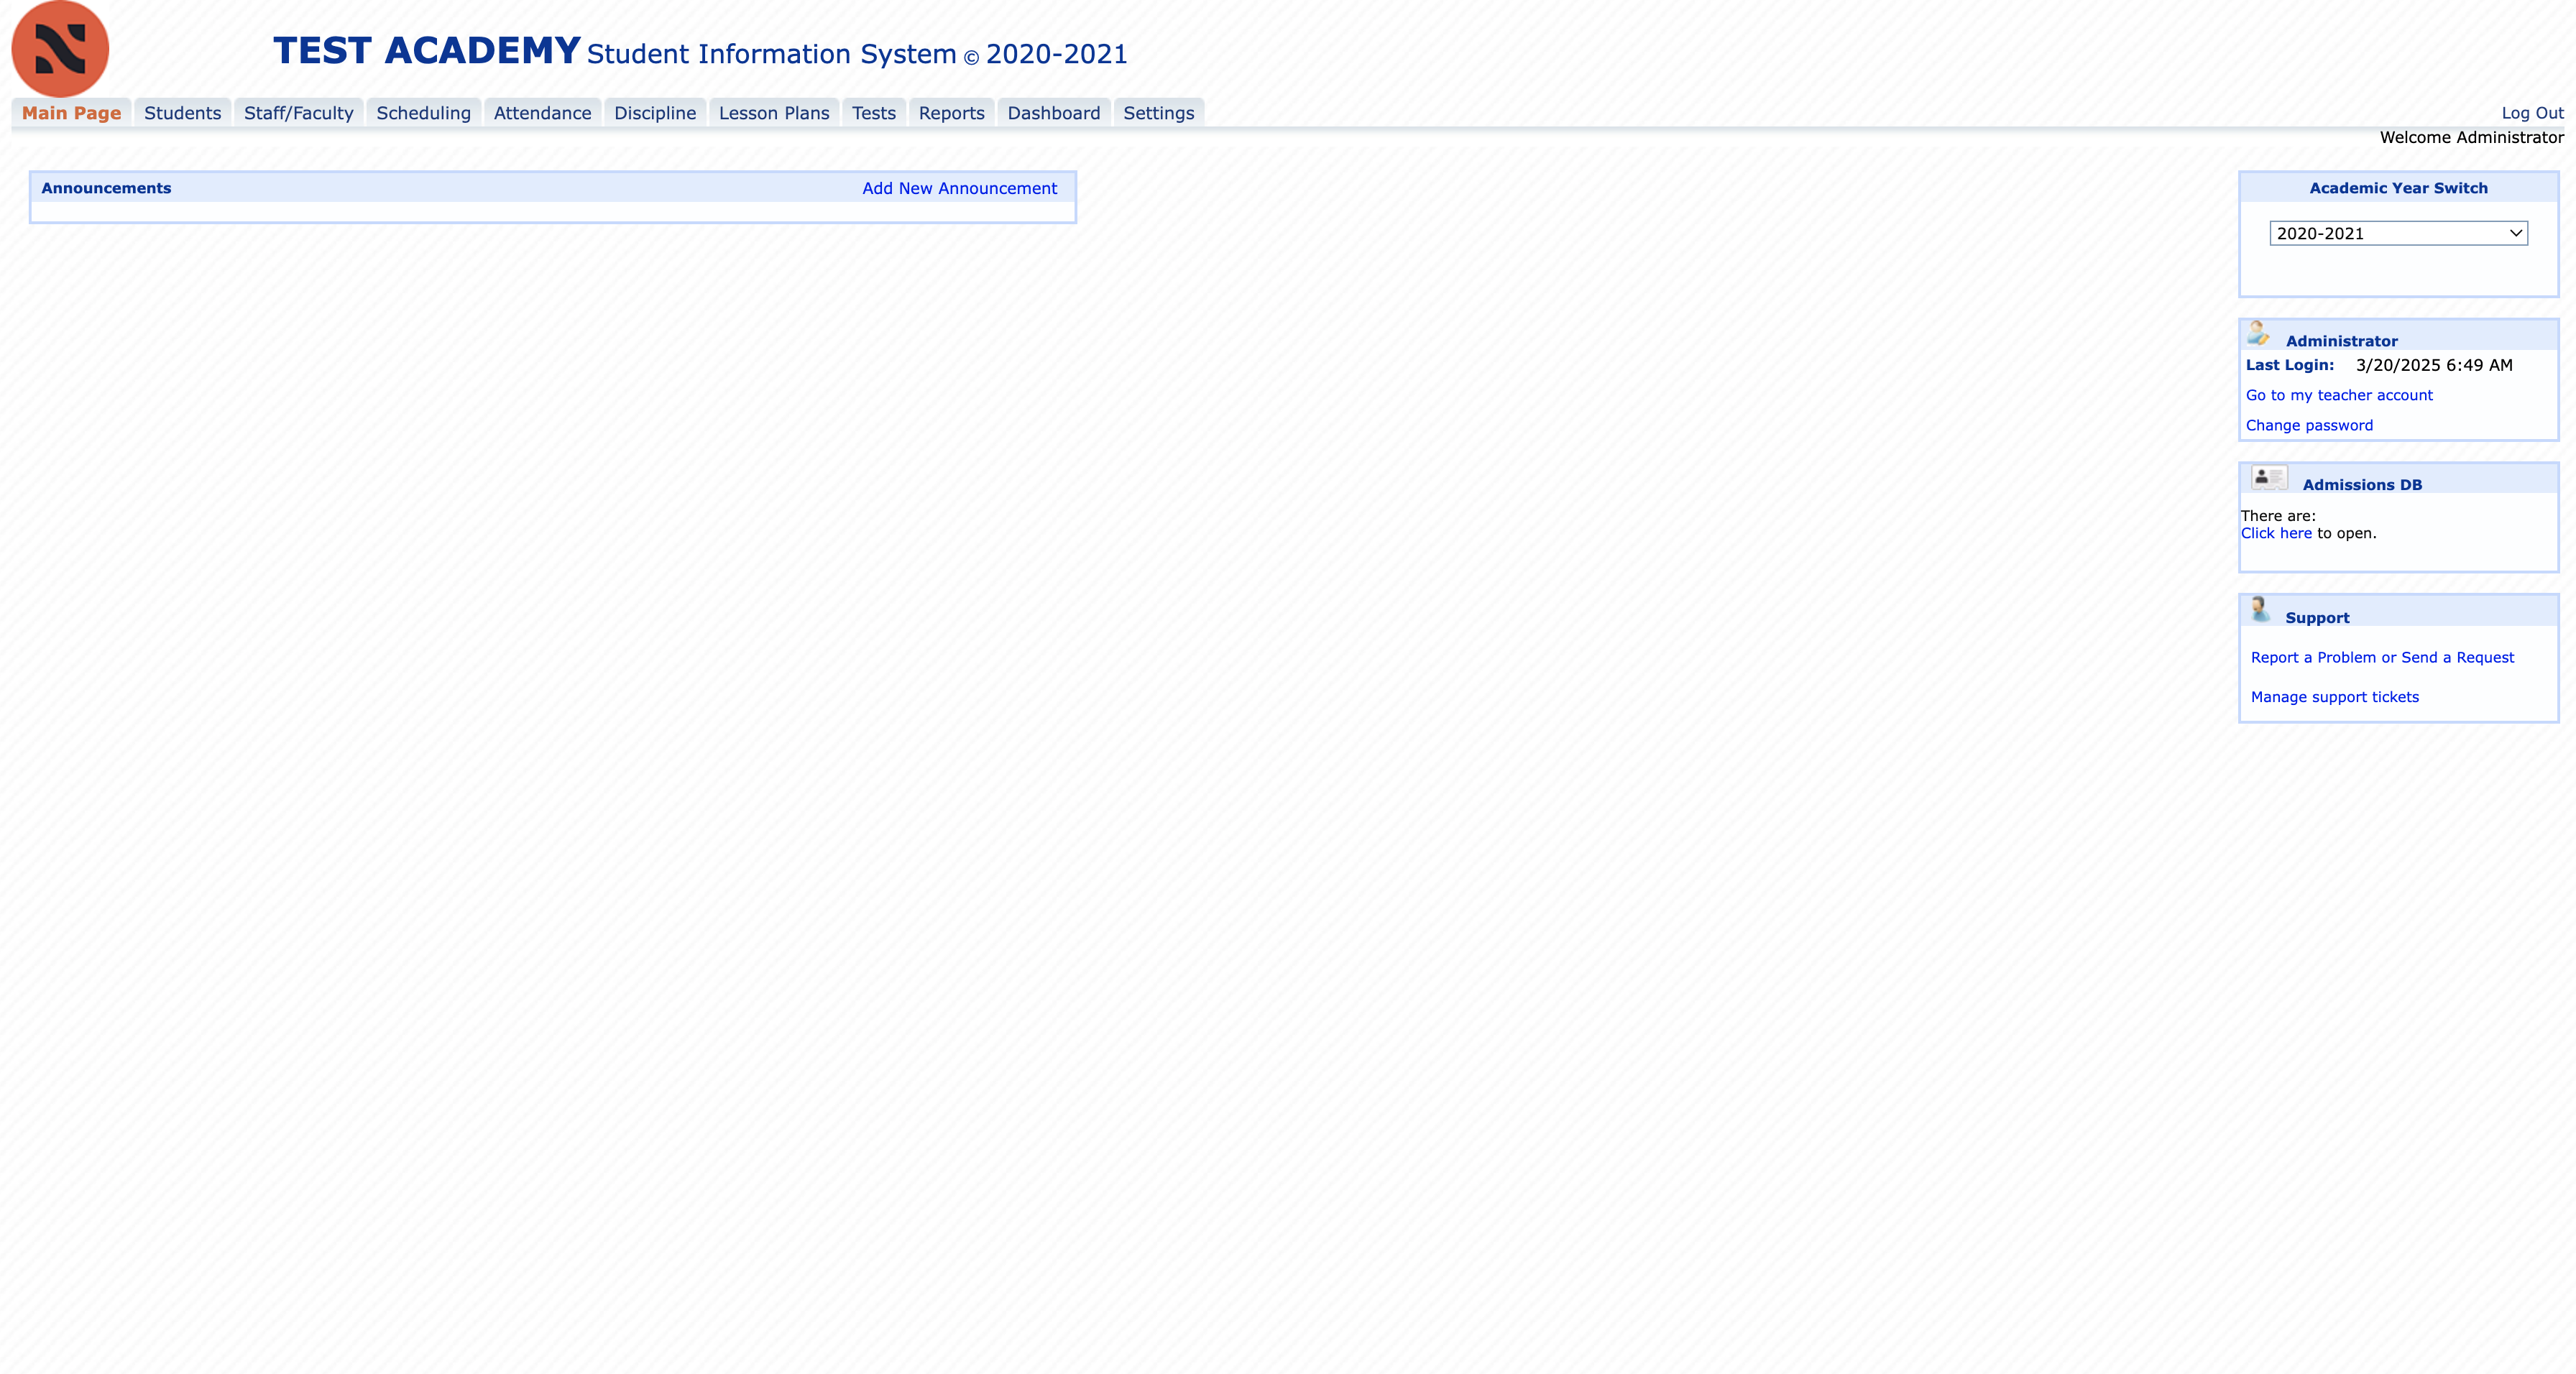 TEST ACADEMY Student Information System © 2020-2021
Main Page Students Staff/Faculty Scheduling Attendance Discipline Lesson Plans Tests Reports Dashboard Settings Log Out
Welcome Administrator
Announcements Add New Announcement
Academic Year Switch
2020-2021
Administrator
Last Login: 3/20/2025 6:49 AM
Go to my teacher account
Change password
Admissions DB
There are:
Click here to open.
Support
Report a Problem or Send a Request
Manage support tickets